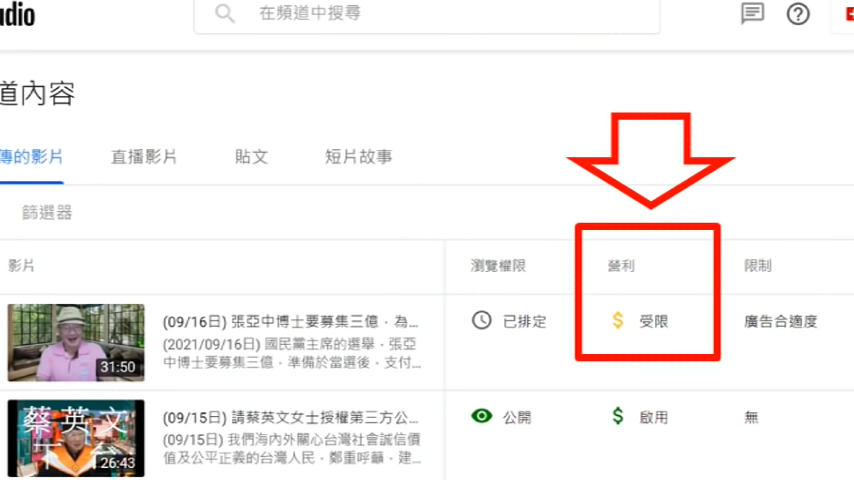 udio
在頻道中搜尋
道內容
傳的影片
直播影片
貼文
短片故事
篩選器
影片
瀏覽權限
營利
限制
31:50
(09/16日) 張亞中博士要募集三億，為...
(2021/09/16日) 國民黨主席的選舉，張亞
中博士要募集三億，準備於當選後，支付...
已排定
受限
廣告合適度
蔡英文
26:43
(09/15日) 請蔡英文女士授權第三方公...
(09/15日) 我們海內外關心台灣社會誠信價
值及公平正義的台灣人民，鄭重呼籲，建...
公開
啟用
無